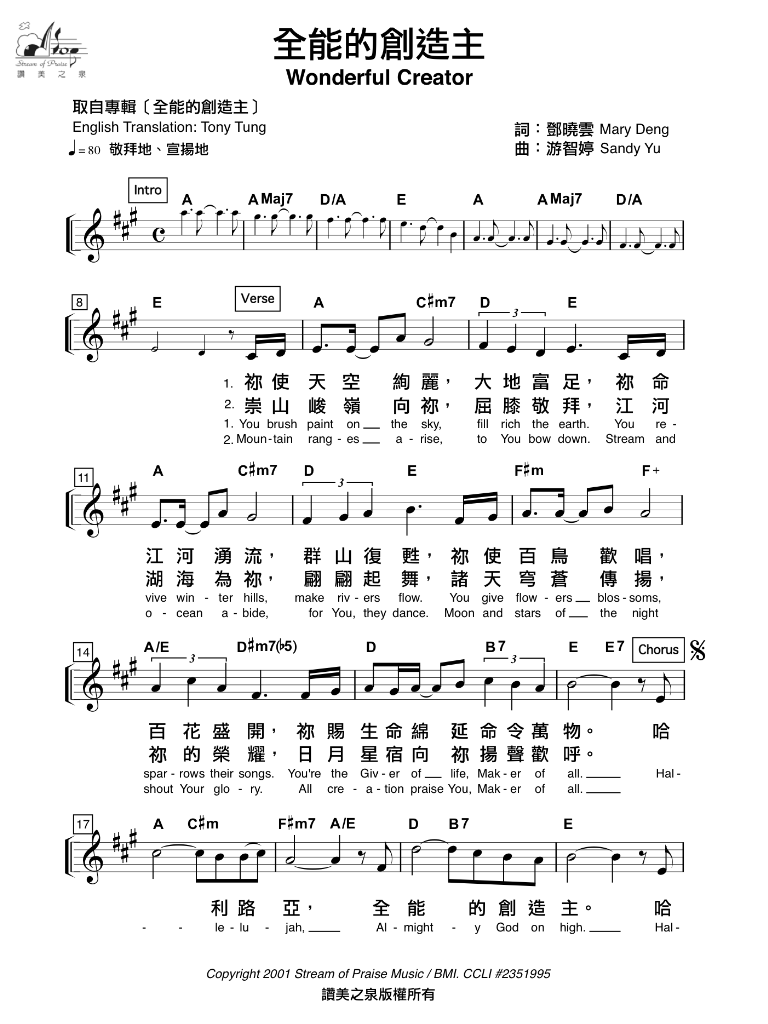 Stream of Praise
讚美之泉
全能的創造主
Wonderful Creator
取自專輯〔全能的創造主〕
English Translation: Tony Tung
♩=80 敬拜地、宣揚地
詞：鄧曉雲 Mary Deng
曲：游智婷 Sandy Yu
Intro
A A Maj7 D/A E A A Maj7 D/A
8 E Verse A C#m7 D E
3
1. 祢使天空絢麗，大地富足，祢命
2. 崇山峻嶺向祢，屈膝敬拜，江河
1. You brush paint on __ the sky, fill rich the earth. You re-
2. Moun-tain rang-es __ a-rise, to You bow down. Stream and
11 A C#m7 D E F#m F+
3
江河湧流，群山復甦，祢使百鳥歡唱，
湖海為祢，翩翩起舞，諸天穹蒼傳揚，
vive win-ter hills, make riv-ers flow. You give flow-ers __ blos-soms,
o-cean a-bide, for You, they dance. Moon and stars of __ the night
14 A/E D#m7(b5) D B7 E E7 Chorus
3 3
百花盛開，祢賜生命綿延命令萬物。哈
祢的榮耀，日月星宿向祢揚聲歡呼。
spar-rows their songs. You're the Giv-er of __ life, Mak-er of all. __ Hal-
shout Your glo-ry. All cre-a-tion praise You, Mak-er of all. __
17 A C#m F#m7 A/E D B7 E
利路亞，全能的創造主。哈
- - le-lu-jah, Al-might-y God on high. __ Hal-
Copyright 2001 Stream of Praise Music / BMI. CCLI #2351995
讚美之泉版權所有